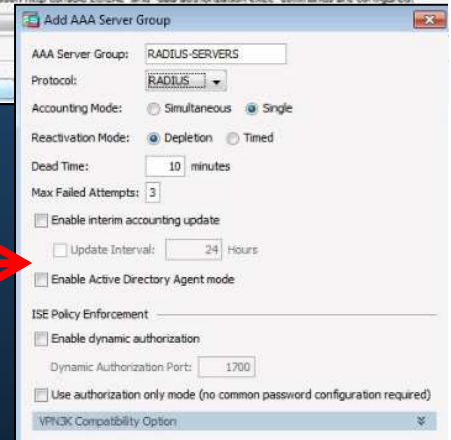 Add AAA Server Group
AAA Server Group: RADIUS-SERVERS
Protocol: RADIUS
Accounting Mode: Simultaneous Single
Reactivation Mode: Depletion Timed
Dead Time: 10 minutes
Max Failed Attempts: 3
Enable interim accounting update
Update Interval: 24 Hours
Enable Active Directory Agent mode
ISE Policy Enforcement
Enable dynamic authorization
Dynamic Authorization Port: 1700
Use authorization only mode (no common password configuration required)
VPN3K Compatibility Option